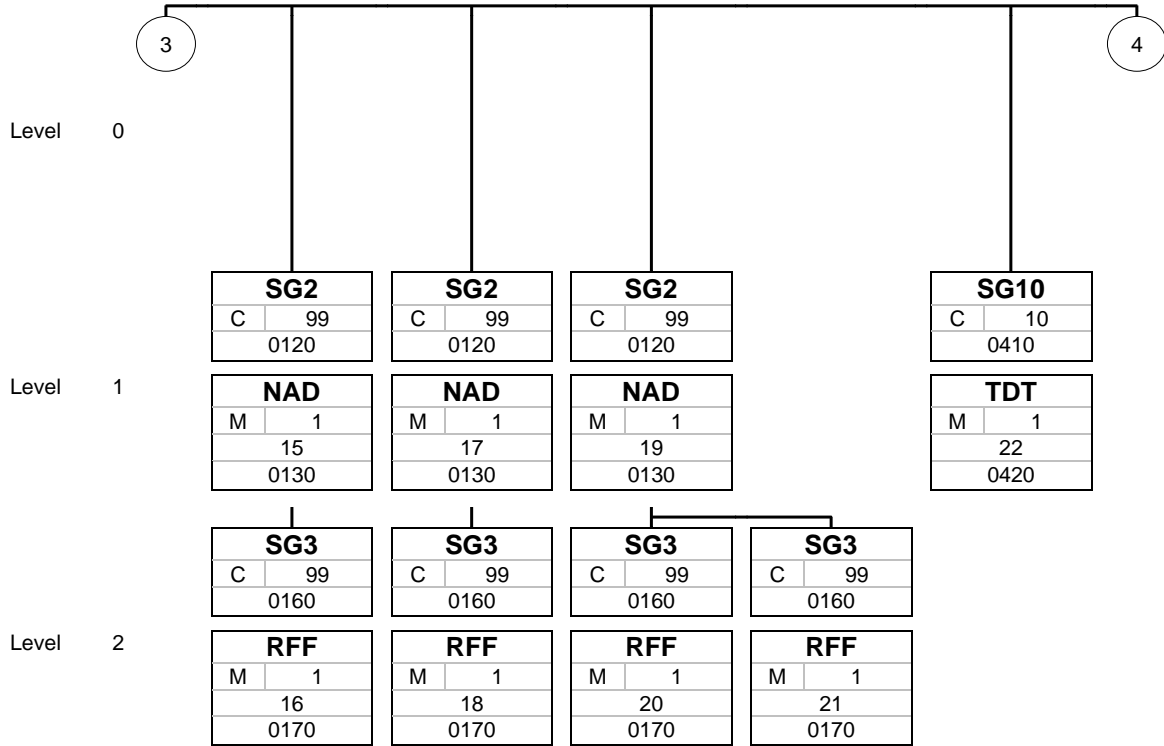 3 4
Level 0
SG2 SG2 SG2 SG10
C 99 C 99 C 99 C 10
0120 0120 0120 0410
Level 1
NAD NAD NAD TDT
M 1 M 1 M 1 M 1
15 17 19 22
0130 0130 0130 0420
SG3 SG3 SG3 SG3
C 99 C 99 C 99 C 99
0160 0160 0160 0160
Level 2
RFF RFF RFF RFF
M 1 M 1 M 1 M 1
16 18 20 21
0170 0170 0170 0170